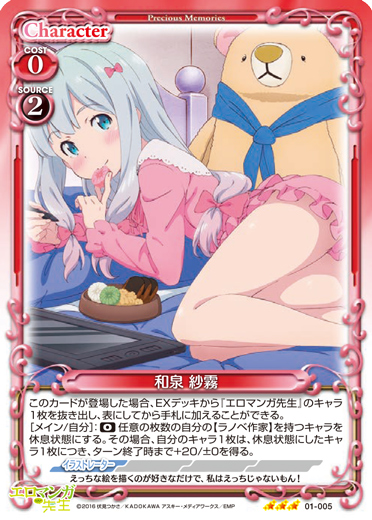 Precious Memories
Character
COST
0
SOURCE
2
和泉 紗霧
このカードが登場した場合、EXデッキから『エロマンガ先生』のキャラ
1枚を抜き出し、表にしてから手札に加えることができる。
[メイン/自分]:0 任意の枚数の自分の【ラノベ作家】を持つキャラを
休息状態にする。その場合、自分のキャラ1枚は、休息状態にしたキャ
ラ1枚につき、ターン終了時まで+20/±0を得る。
イラストレーター
えっちな絵を描くのが好きなだけで、私はえっちじゃないもん!
エロマンガ先生
01-005
©2016 伏見つかさ/KADOKAWA アスキー・メディアワークス/EMP